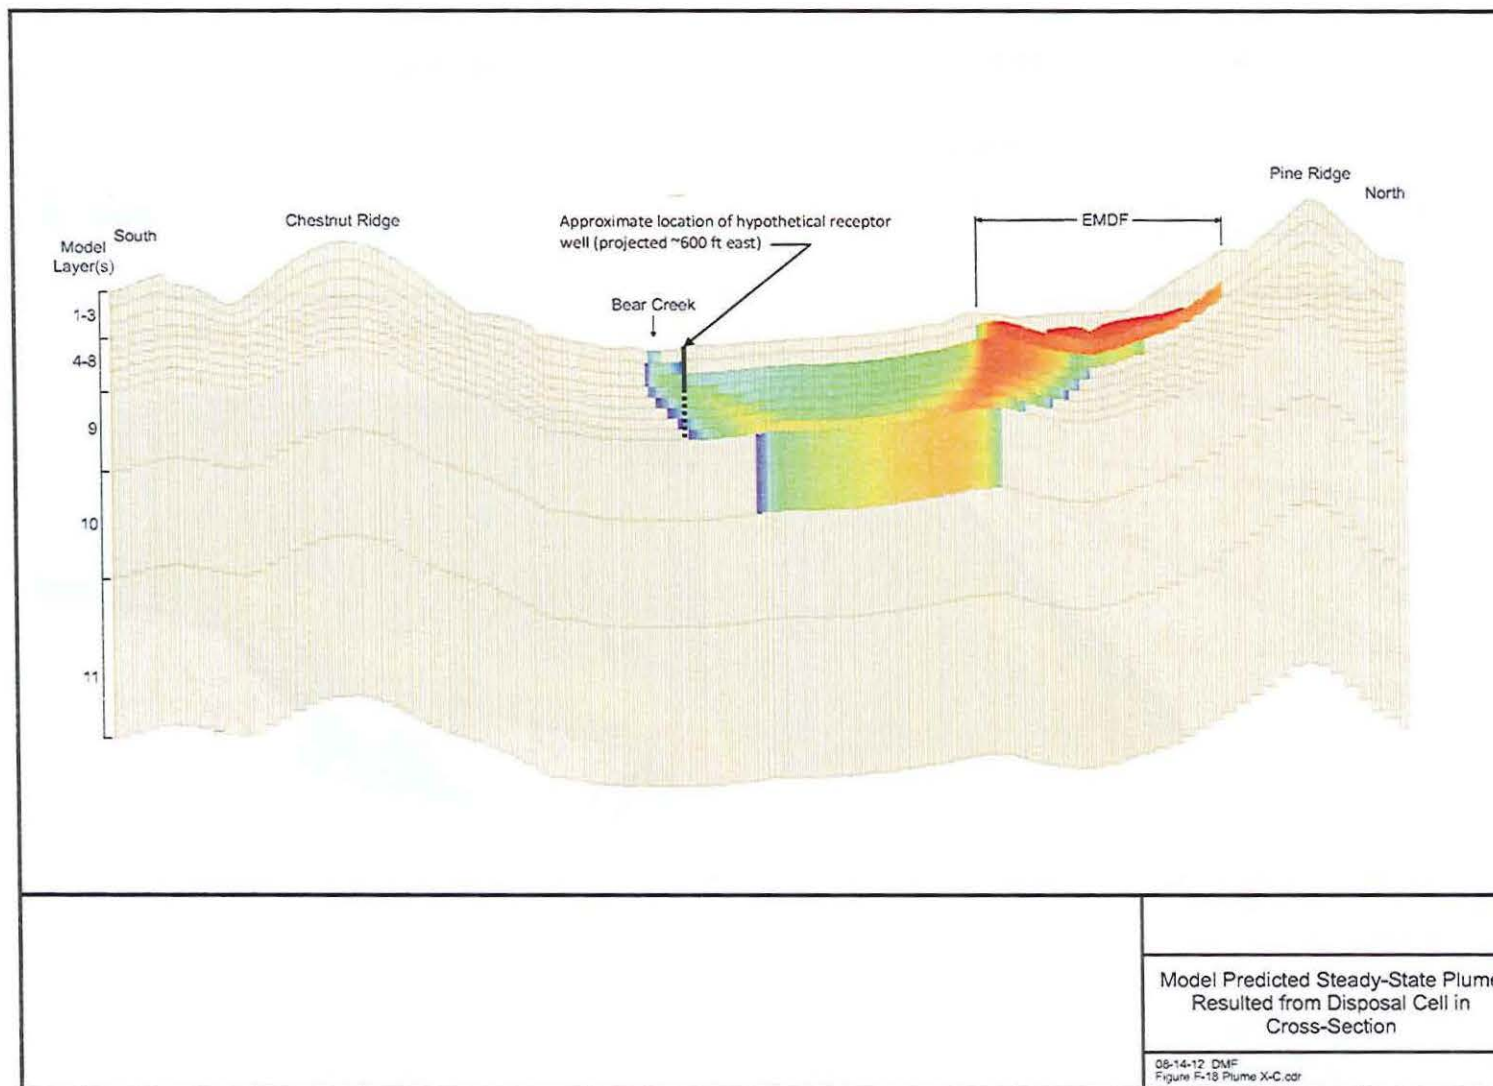 Pine Ridge
North
EMDF
Approximate location of hypothetical receptor
well (projected ~600 ft east)
Chestnut Ridge
South
Model
Layer(s)
Bear Creek
1-3
4-8
9
10
11
Model Predicted Steady-State Plume
Resulted from Disposal Cell in
Cross-Section
08-14-12 DMF
Figure F-18 Plume X-C.cdr